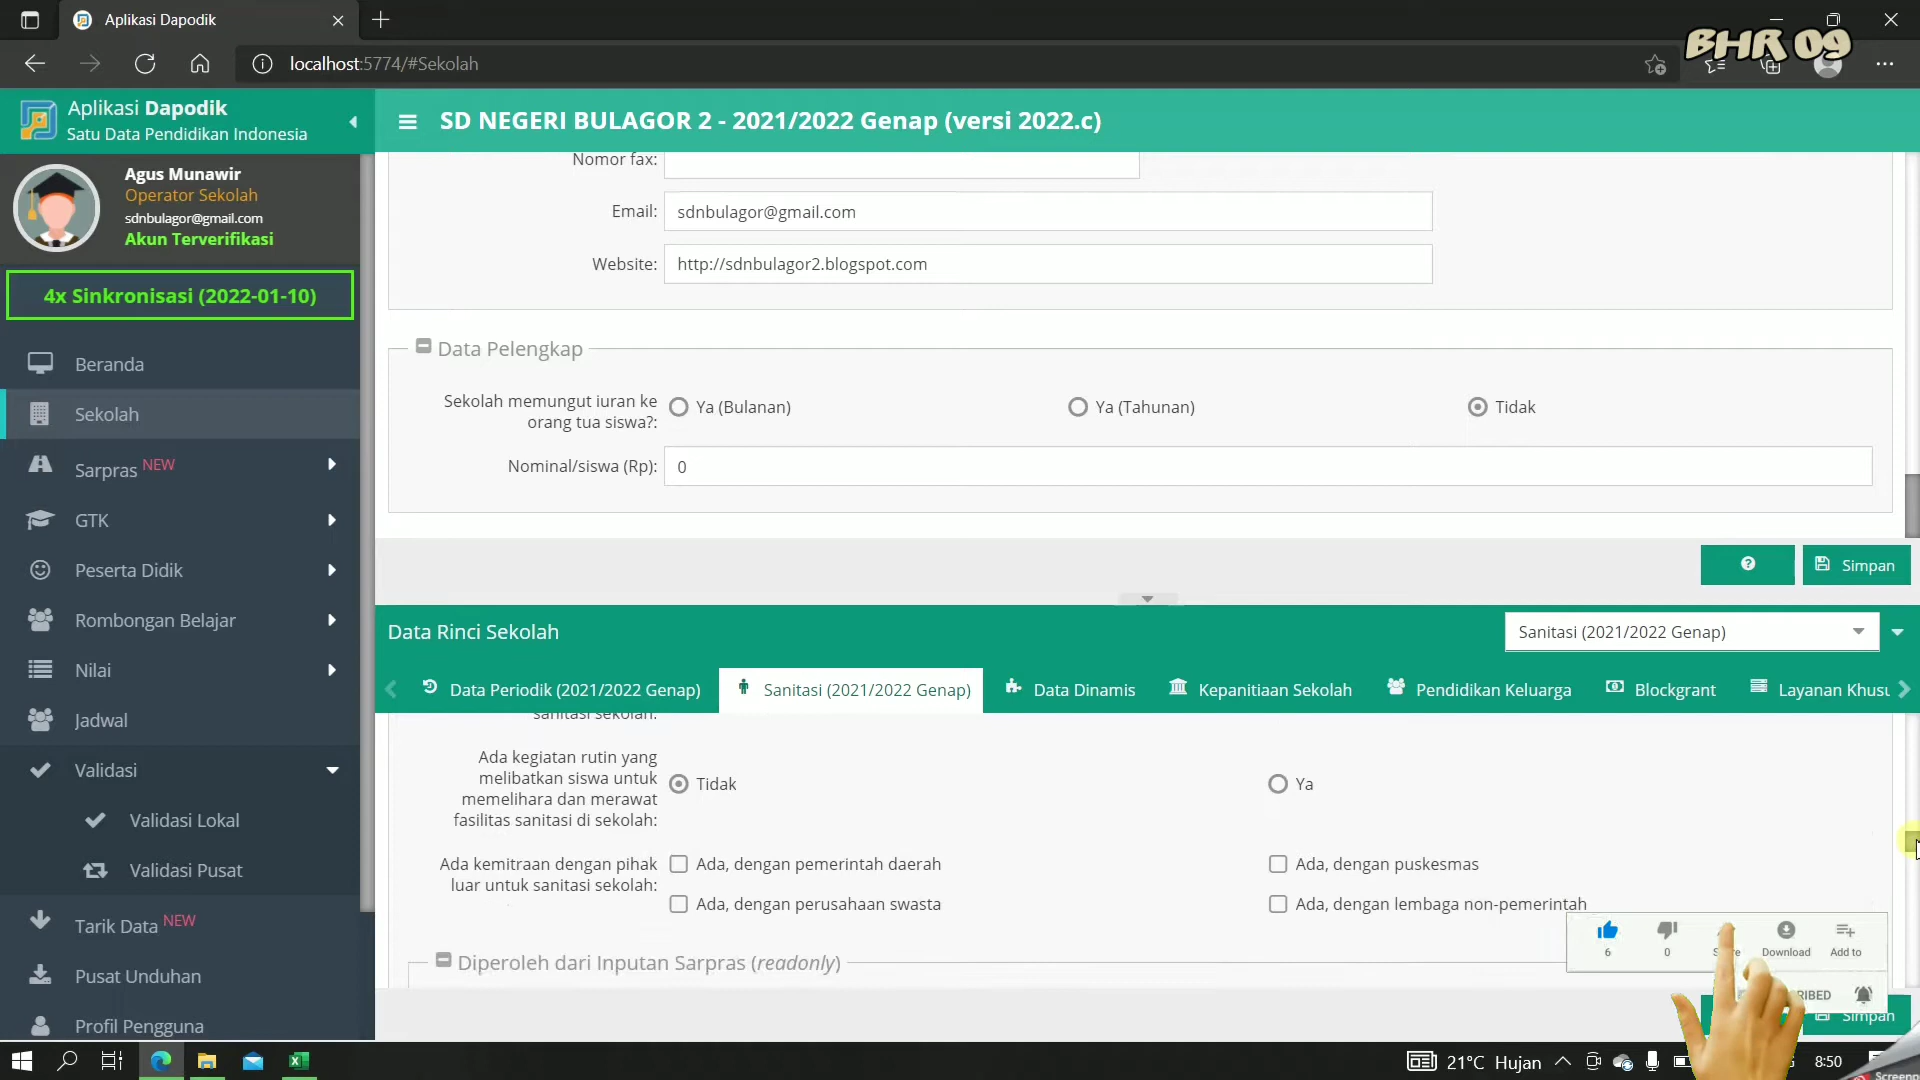 Aplikasi Dapodik
localhost:5774/#Sekolah
BHR 09
Aplikasi Dapodik
Satu Data Pendidikan Indonesia
SD NEGERI BULAGOR 2 - 2021/2022 Genap (versi 2022.c)
Agus Munawir
Operator Sekolah
sdnbulagor@gmail.com
Akun Terverifikasi
4x Sinkronisasi (2022-01-10)
Beranda
Sekolah
Sarpras NEW
GTK
Peserta Didik
Rombongan Belajar
Nilai
Jadwal
Validasi
Validasi Lokal
Validasi Pusat
Tarik Data NEW
Pusat Unduhan
Profil Pengguna
Nomor fax:
Email: sdnbulagor@gmail.com
Website: http://sdnbulagor2.blogspot.com
Data Pelengkap
Sekolah memungut iuran ke
orang tua siswa?:
Ya (Bulanan)
Ya (Tahunan)
Tidak
Nominal/siswa (Rp): 0
Simpan
Data Rinci Sekolah
Sanitasi (2021/2022 Genap)
Data Periodik (2021/2022 Genap)
Sanitasi (2021/2022 Genap)
Data Dinamis
Kepanitiaan Sekolah
Pendidikan Keluarga
Blockgrant
Layanan Khusu
sanitasi sekolah:
Ada kegiatan rutin yang
melibatkan siswa untuk
memelihara dan merawat
fasilitas sanitasi di sekolah:
Tidak
Ya
Ada kemitraan dengan pihak
luar untuk sanitasi sekolah:
Ada, dengan pemerintah daerah
Ada, dengan puskesmas
Ada, dengan perusahaan swasta
Ada, dengan lembaga non-pemerintah
Diperoleh dari Inputan Sarpras (readonly)
6
0
Download
Add to
RIBED
Simpan
21°C Hujan
8:50